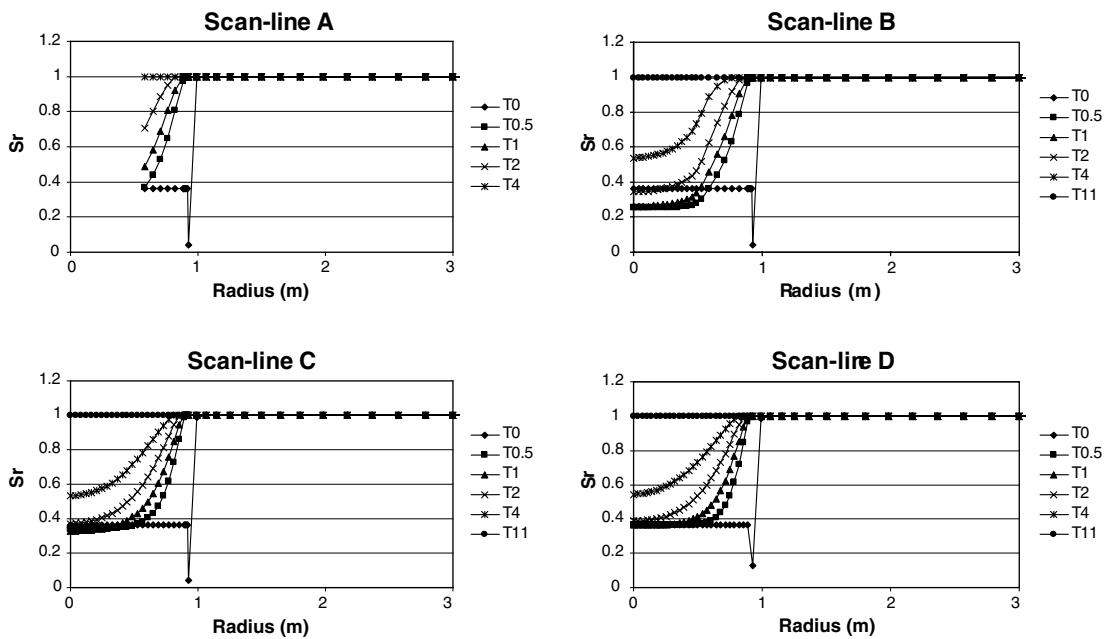 Scan-line A
1.2
1
0.8
0.6
0.4
0.2
0
Sr
0 1 2 3
Radius (m)
T0
T0.5
T1
T2
T4
Scan-line B
1.2
1
0.8
0.6
0.4
0.2
0
Sr
0 1 2 3
Radius (m)
T0
T0.5
T1
T2
T4
T11
Scan-line C
1.2
1
0.8
0.6
0.4
0.2
0
Sr
0 1 2 3
Radius (m)
T0
T0.5
T1
T2
T4
T11
Scan-line D
1.2
1
0.8
0.6
0.4
0.2
0
Sr
0 1 2 3
Radius (m)
T0
T0.5
T1
T2
T4
T11